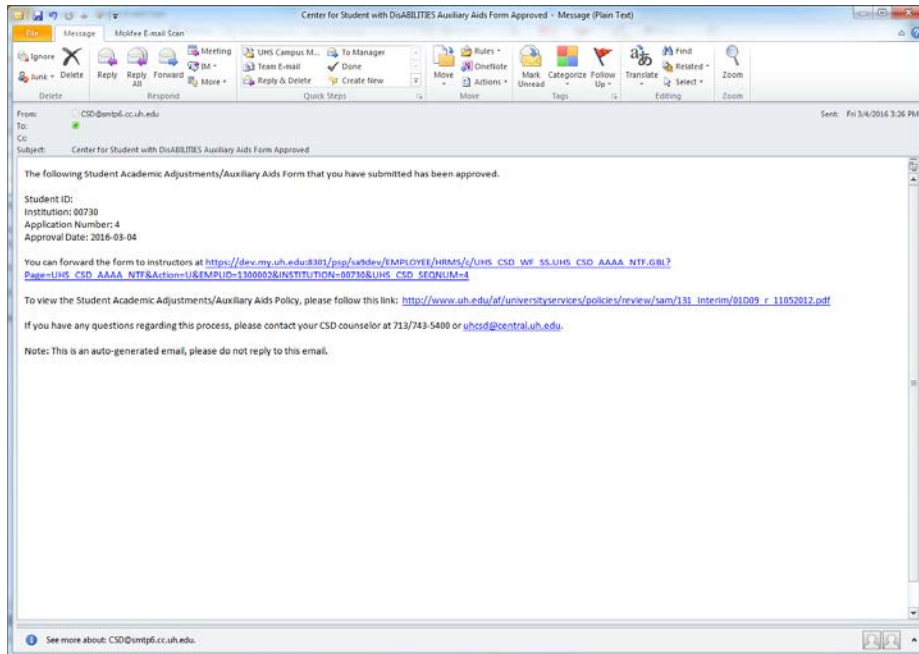 Center for Student with DisABILITIES Auxiliary Aids Form Approved - Message (Plain Text)
File Message McAfee E-mail Scan
Ignore
Junk
Delete
Reply
Reply All
Forward
Meeting
IM
More
UHS Campus M...
Team E-mail
Reply & Delete
To Manager
Done
Create New
Move
Rules
OneNote
Actions
Mark Unread
Categorize
Follow Up
Translate
Find
Related
Select
Zoom
Delete Respond Quick Steps Move Tags Editing Zoom
From: CSD@smtp6.cc.uh.edu Sent: Fri 3/4/2016 3:26 PM
To:
Cc
Subject: Center for Student with DisABILITIES Auxiliary Aids Form Approved
The following Student Academic Adjustments/Auxiliary Aids Form that you have submitted has been approved.
Student ID:
Institution: 00730
Application Number: 4
Approval Date: 2016-03-04
You can forward the form to instructors at https://dev.my.uh.edu:8301/psp/sa9dev/EMPLOYEE/HRMS/c/UHS_CSD_WF_SS.UHS_CSD_AAAA_NTF.GBL?
Page=UHS_CSD_AAAA_NTF&Action=U&EMPLID=1300002&INSTITUTION=00730&UHS_CSD_SEQNUM=4
To view the Student Academic Adjustments/Auxiliary Aids Policy, please follow this link: http://www.uh.edu/af/universityservices/policies/review/sam/131_Interim/01D09_r_11052012.pdf
If you have any questions regarding this process, please contact your CSD counselor at 713/743-5400 or uhcsd@central.uh.edu.
Note: This is an auto-generated email, please do not reply to this email.
See more about: CSD@smtp6.cc.uh.edu.